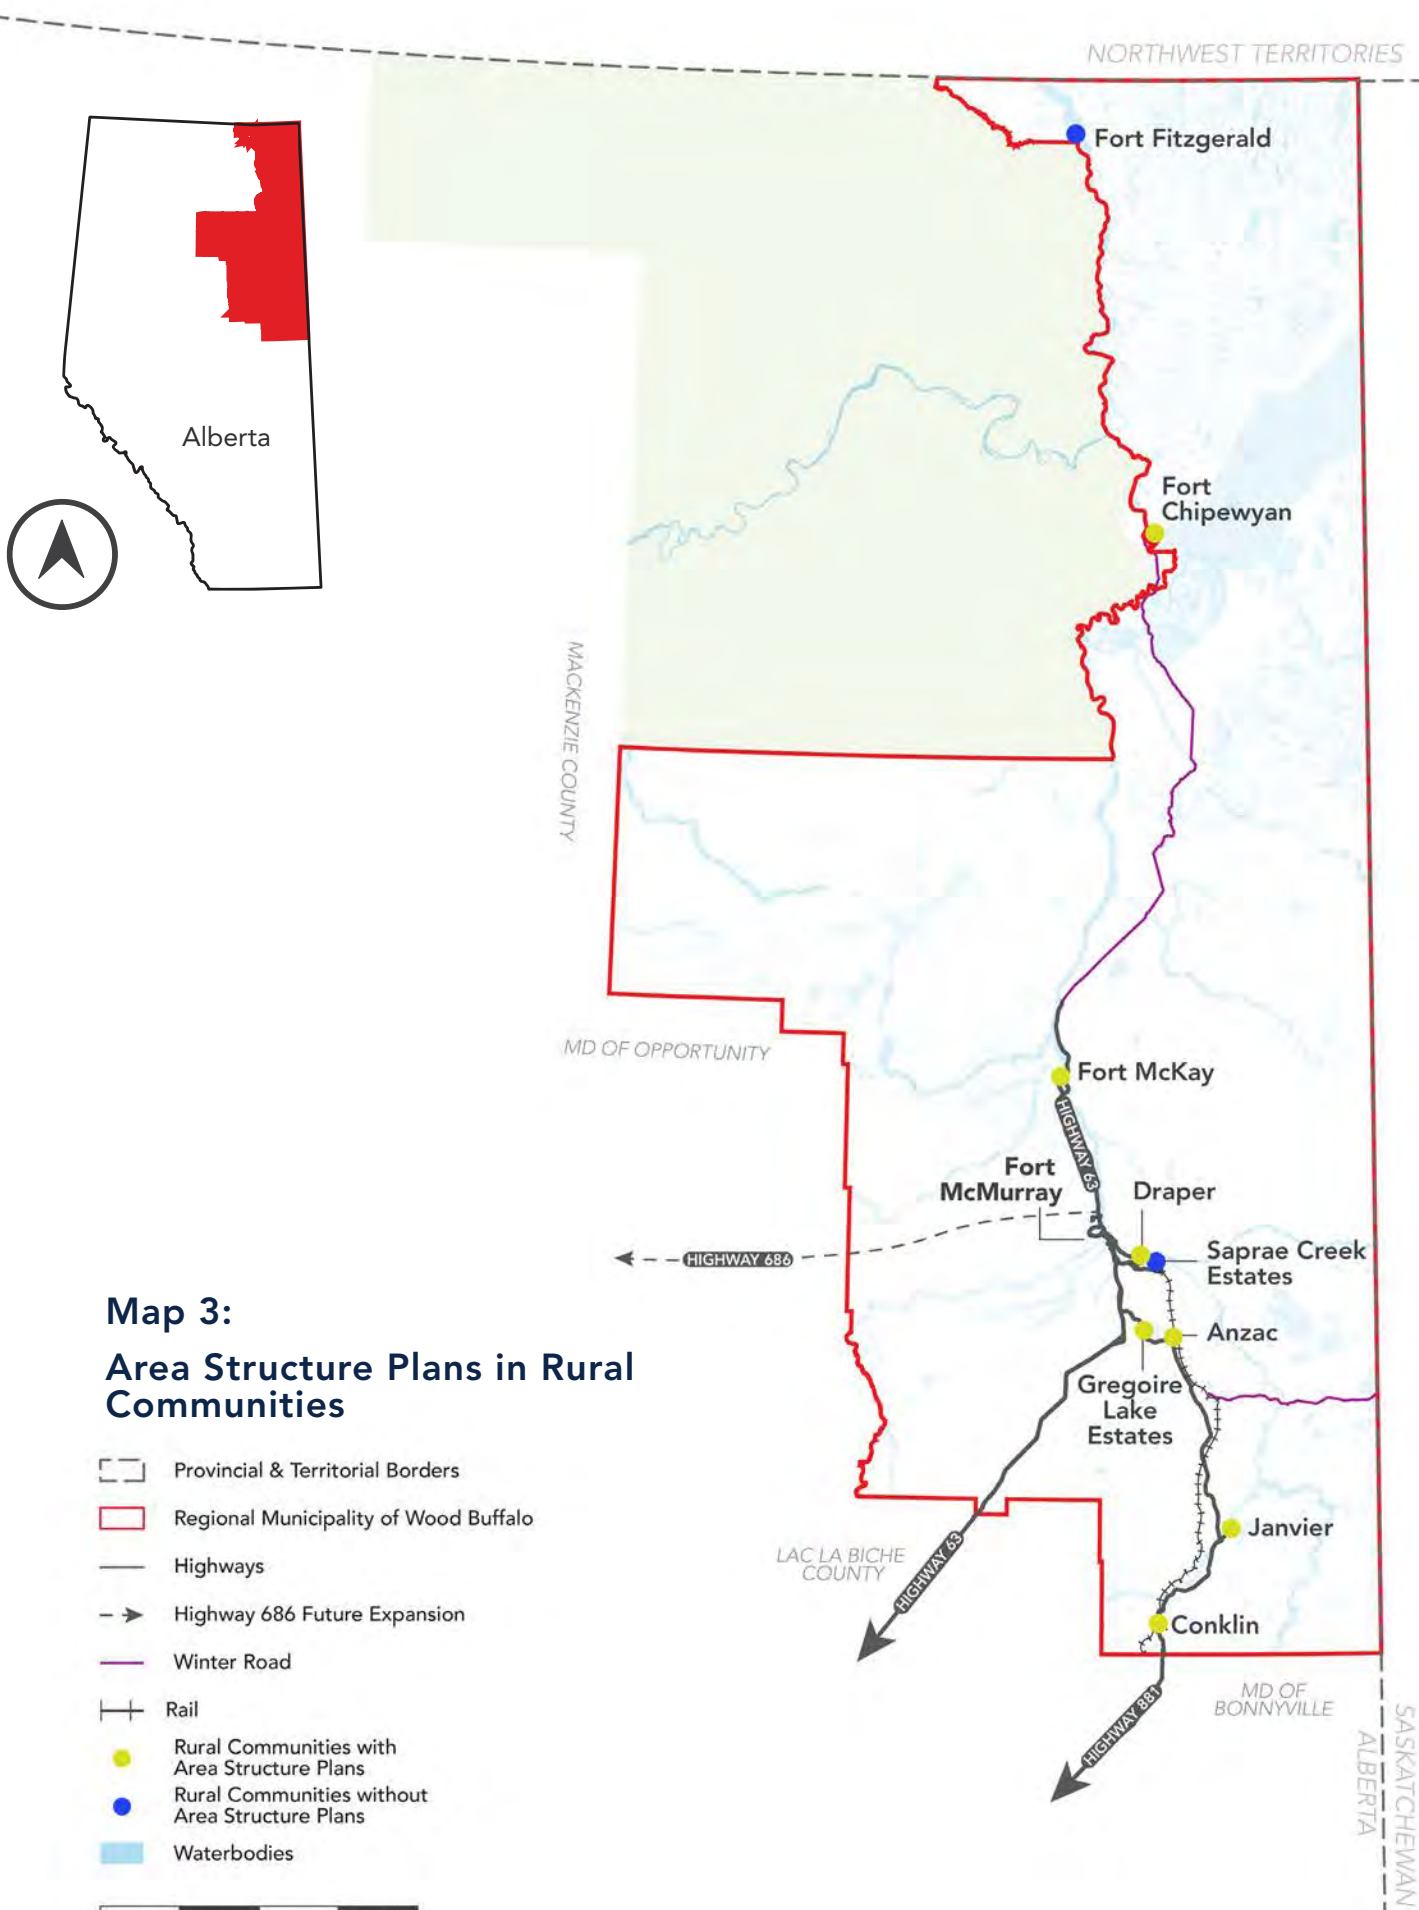 NORTHWEST TERRITORIES
Fort Fitzgerald
Alberta
Fort
Chipewyan
MACKENZIE COUNTY
MD OF OPPORTUNITY
Fort McKay
HIGHWAY 63
Fort
McMurray
Draper
HIGHWAY 686
Saprae Creek
Estates
Anzac
Gregoire
Lake
Estates
Janvier
LAC LA BICHE
COUNTY
HIGHWAY 63
Conklin
HIGHWAY 881
MD OF
BONNYVILLE
ALBERTA
SASKATCHEWAN
Map 3:
Area Structure Plans in Rural
Communities
Provincial & Territorial Borders
Regional Municipality of Wood Buffalo
Highways
Highway 686 Future Expansion
Winter Road
Rail
Rural Communities with
Area Structure Plans
Rural Communities without
Area Structure Plans
Waterbodies